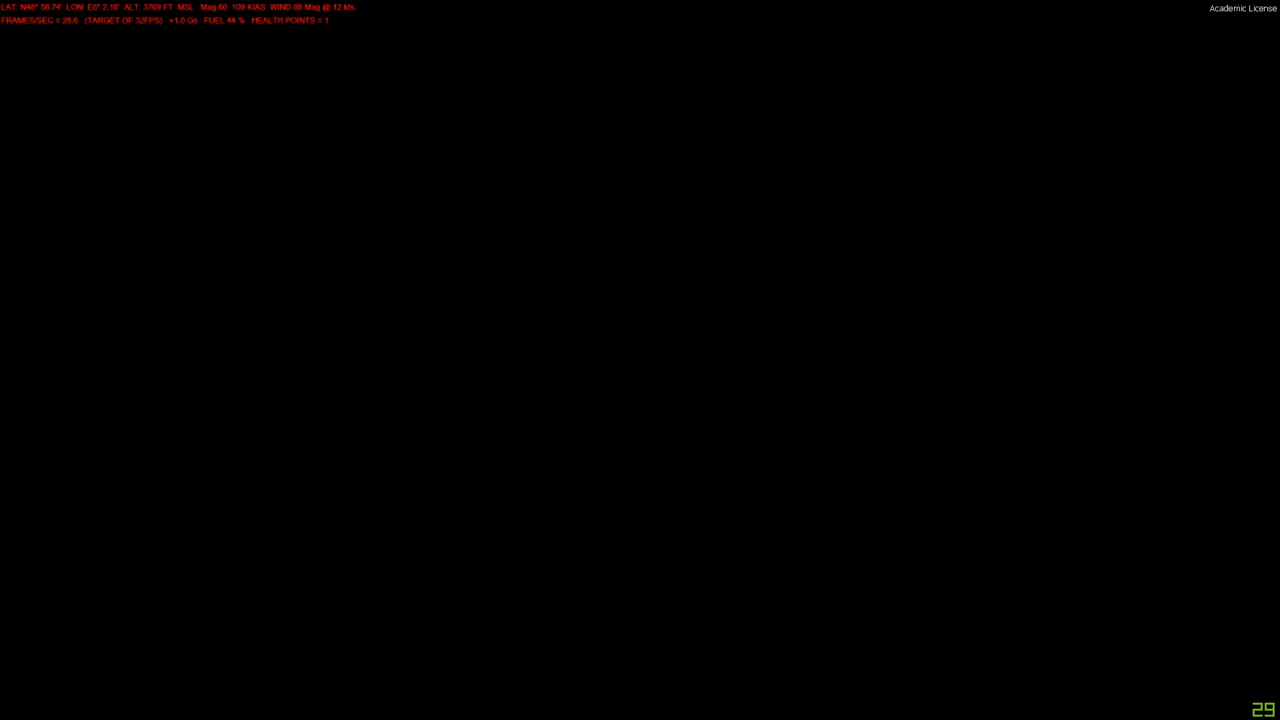 LAT: N48° 58.74' LON: E6° 2.16' ALT: 3769 FT MSL Mag 60 109 KIAS WIND 88 Mag @ 12 kts.
Academic License
FRAMES/SEC = 28.6 (TARGET OF 32FPS) +1.0 Gs FUEL 44 % HEALTH POINTS = 1
29